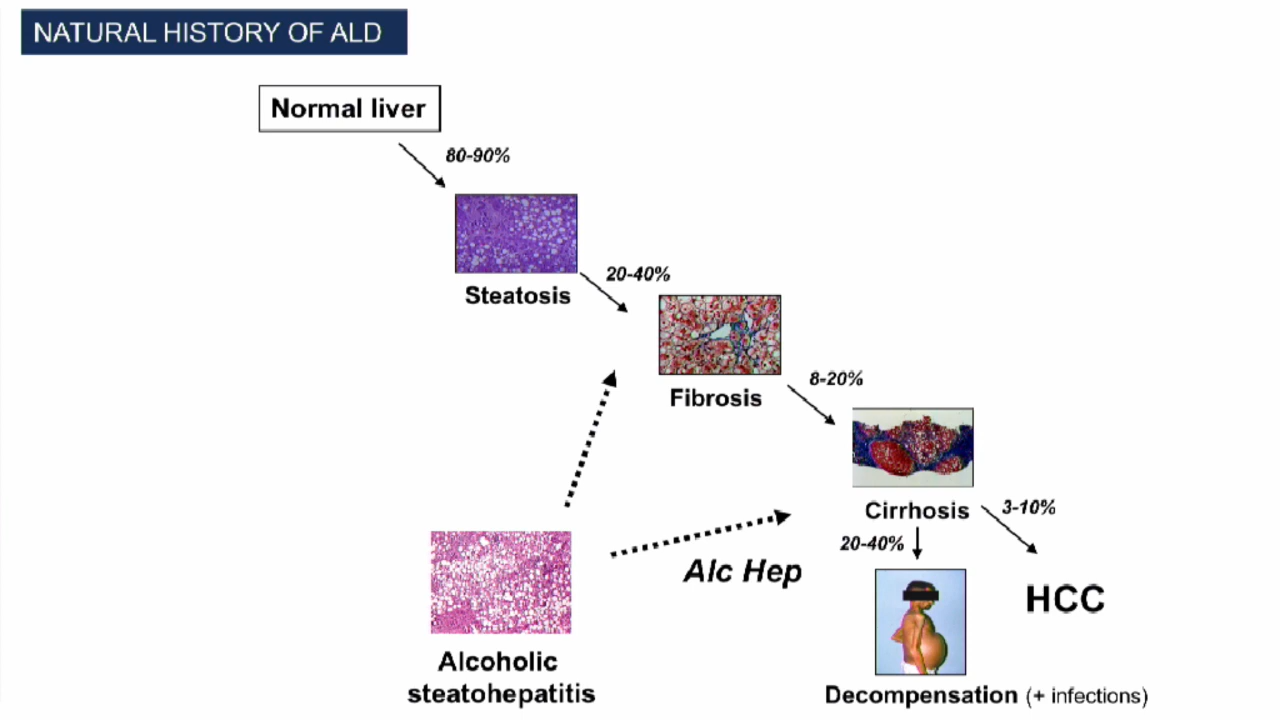 NATURAL HISTORY OF ALD
Normal liver
80-90%
Steatosis
20-40%
Fibrosis
8-20%
Cirrhosis
3-10%
20-40%
HCC
Alc Hep
Alcoholic
steatohepatitis
Decompensation (+ infections)